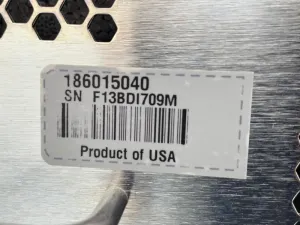 186015040
SN F13BDI709M
Product of USA